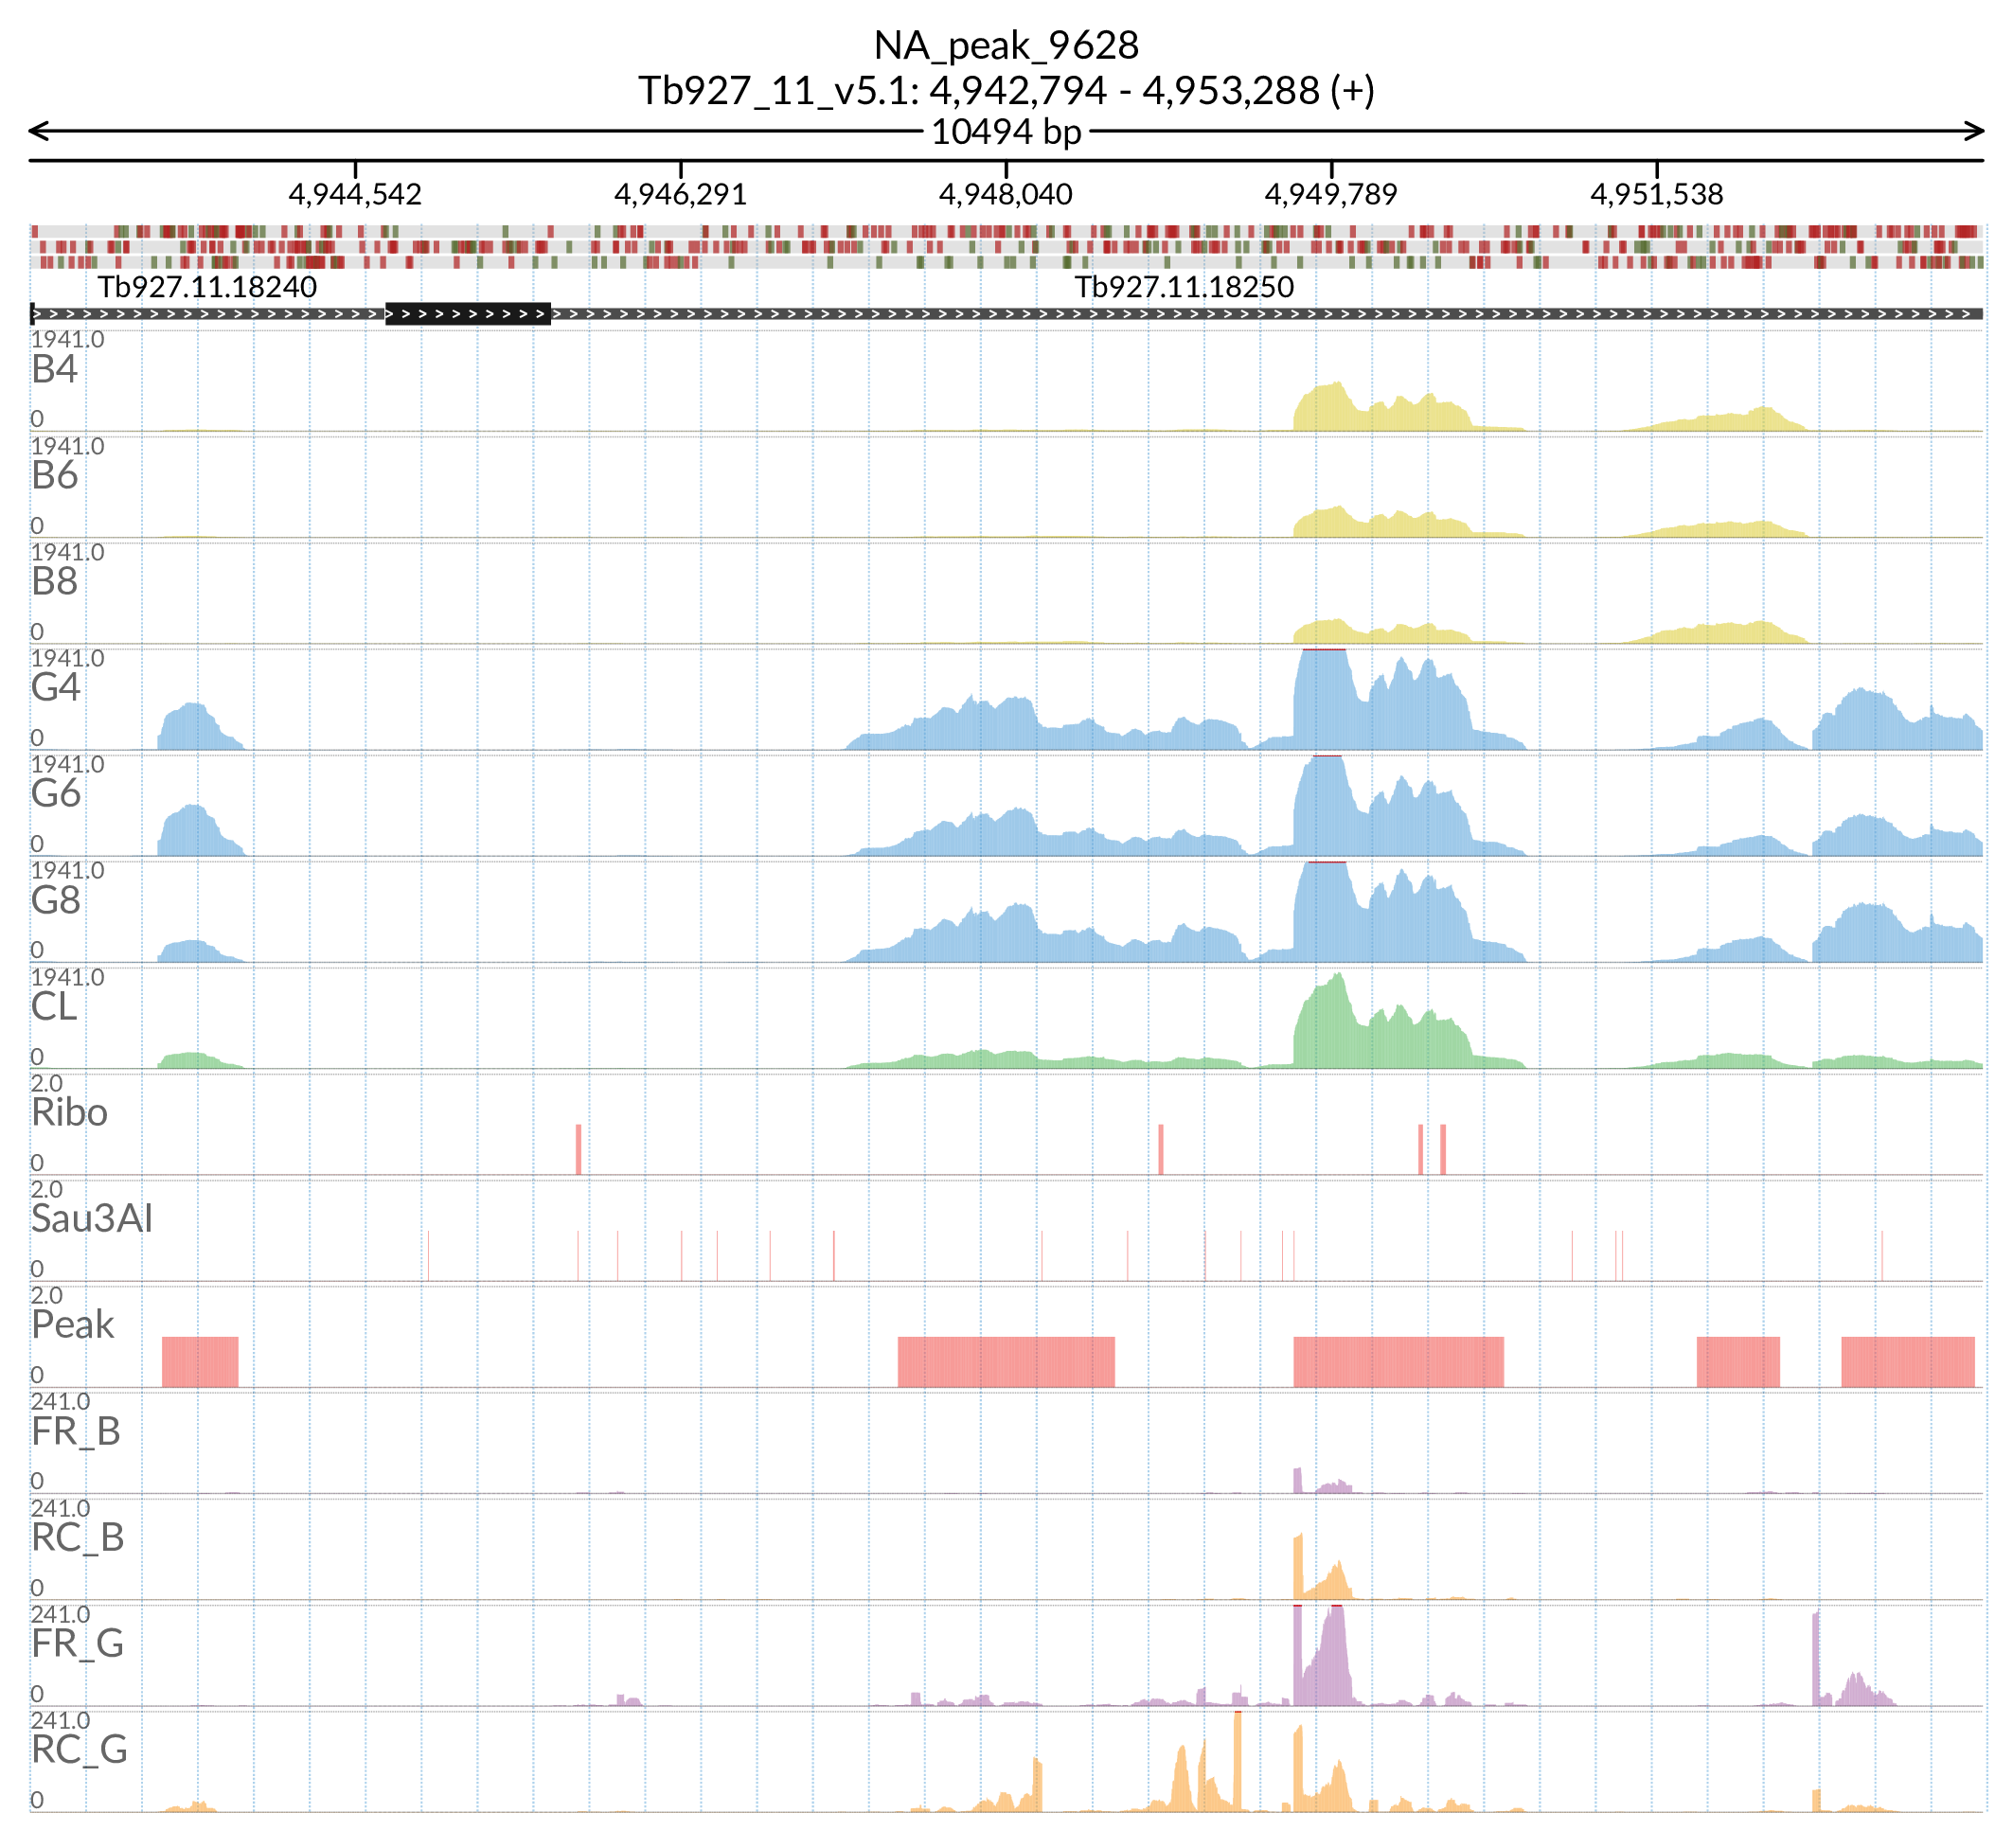 NA_peak_9628
Tb927_11_v5.1: 4,942,794 - 4,953,288 (+)
10494 bp
4,944,542 4,946,291 4,948,040 4,949,789 4,951,538
Tb927.11.18240 Tb927.11.18250
1941.0
B4
0
1941.0
B6
0
1941.0
B8
0
1941.0
G4
0
1941.0
G6
0
1941.0
G8
0
1941.0
CL
0
2.0
Ribo
0
2.0
Sau3AI
0
2.0
Peak
0
241.0
FR_B
0
241.0
RC_B
0
241.0
FR_G
0
241.0
RC_G
0